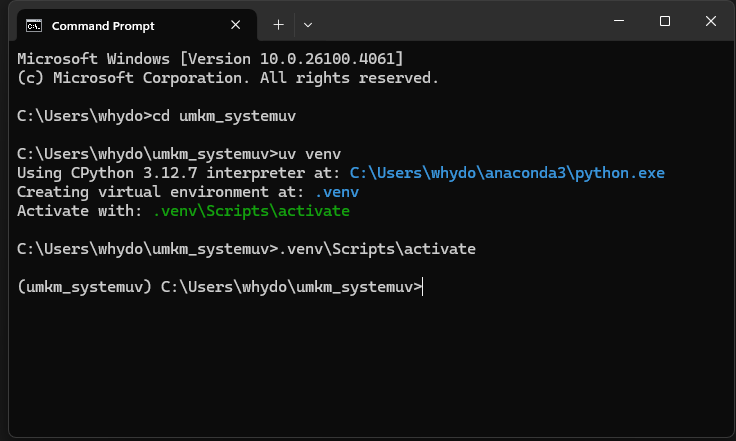 Command Prompt
Microsoft Windows [Version 10.0.26100.4061]
(c) Microsoft Corporation. All rights reserved.
C:\Users\whydo>cd umkm_systemuv
C:\Users\whydo\umkm_systemuv>uv venv
Using CPython 3.12.7 interpreter at: C:\Users\whydo\anaconda3\python.exe
Creating virtual environment at: .venv
Activate with: .venv\Scripts\activate
C:\Users\whydo\umkm_systemuv>.venv\Scripts\activate
(umkm_systemuv) C:\Users\whydo\umkm_systemuv>